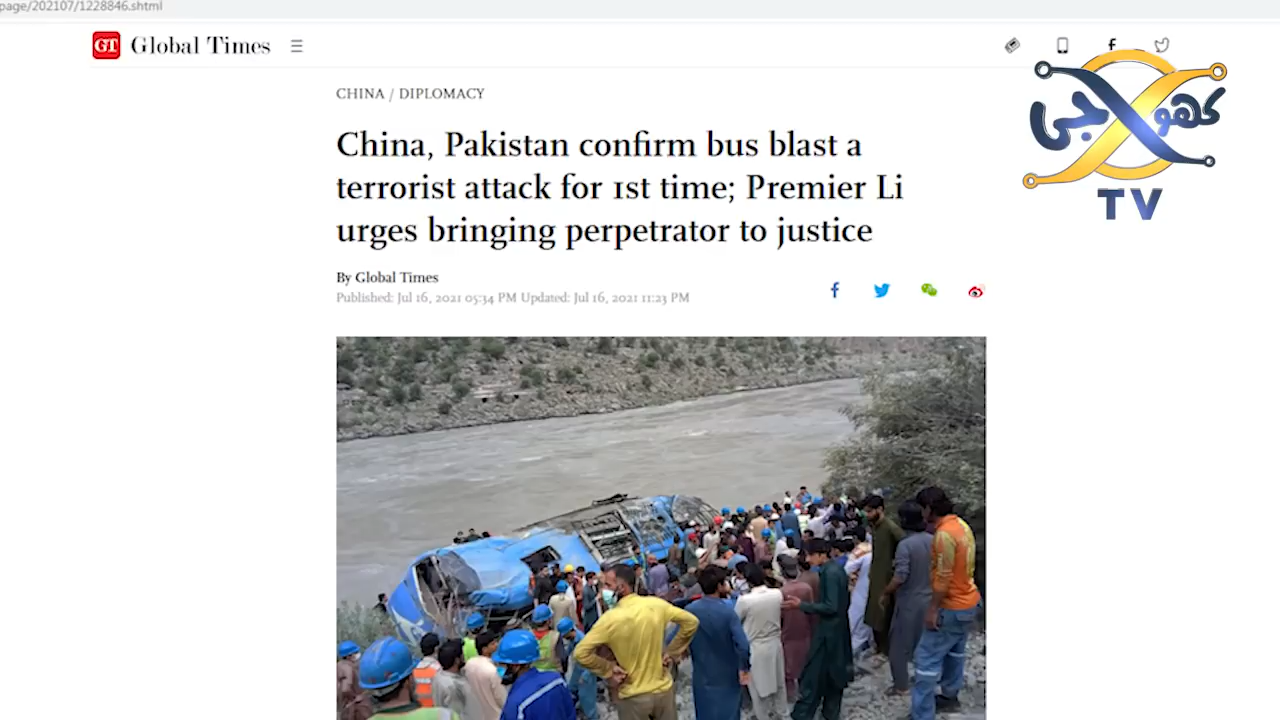 page/202107/1228846.shtml
GT Global Times
CHINA / DIPLOMACY
China, Pakistan confirm bus blast a
terrorist attack for 1st time; Premier Li
urges bringing perpetrator to justice
By Global Times
Published: Jul 16, 2021 05:34 PM Updated: Jul 16, 2021 11:23 PM
کھوجی
TV